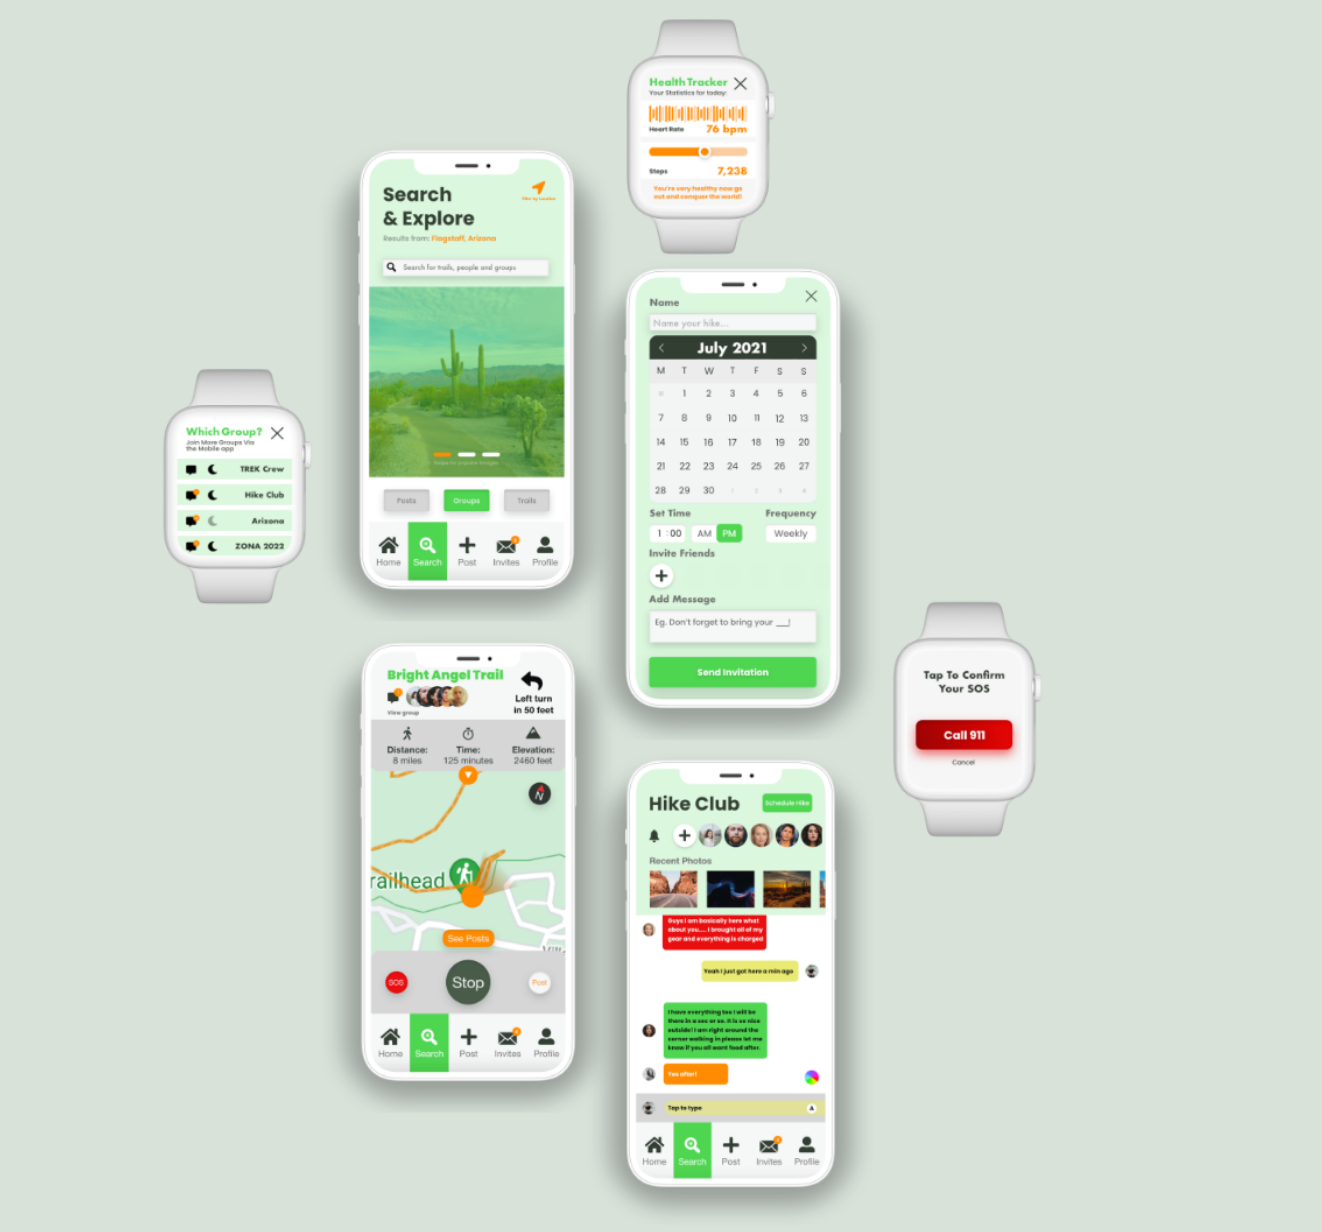 Health Tracker
Your Statistics for today:
Heart Rate 76 bpm
Steps 7,238
You're very healthy now go
out and conquer the world!
Search
& Explore
Filter by Location
Results from: Flagstaff, Arizona
Search for trails, people and groups
Posts Groups Trails
Home Search Post Invites Profile
Name
Name your hike...
July 2021
M T W T F S S
1 2 3 4 5 6
7 8 9 10 11 12 13
14 15 16 17 18 19 20
21 22 23 24 25 26 27
28 29 30 1 2 3 4
Set Time Frequency
1 :00 AM PM Weekly
Invite Friends
Add Message
Eg. Don't forget to bring your __!
Send Invitation
Which Group?
Join More Groups Via
the Mobile app
TREK Crew
Hike Club
Arizona
ZONA 2022
Tap To Confirm
Your SOS
Call 911
Cancel
Bright Angel Trail
View group
Left turn
in 50 feet
Distance: Time: Elevation:
8 miles 125 minutes 2460 feet
N
railhead
See Posts
SOS Stop Post
Home Search Post Invites Profile
Hike Club Schedule Hike
Recent Photos
Guys I am basically here what
about you.... I brought all of my
gear and everything is charged
Yeah I just got here a min ago
I have everything too I will be
there in a sec or so. It is so nice
outside! I am right around the
corner walking in please let me
know if you all want food after.
Yes after!
Tap to type
Home Search Post Invites Profile